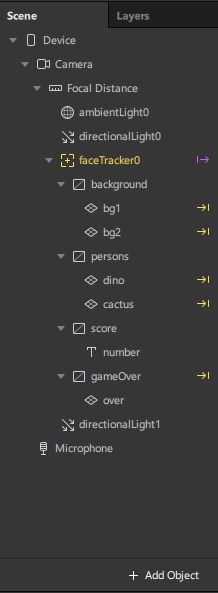 Scene Layers
Device
Camera
Focal Distance
ambientLight0
directionalLight0
faceTracker0
background
bg1
bg2
persons
dino
cactus
score
number
gameOver
over
directionalLight1
Microphone
+ Add Object